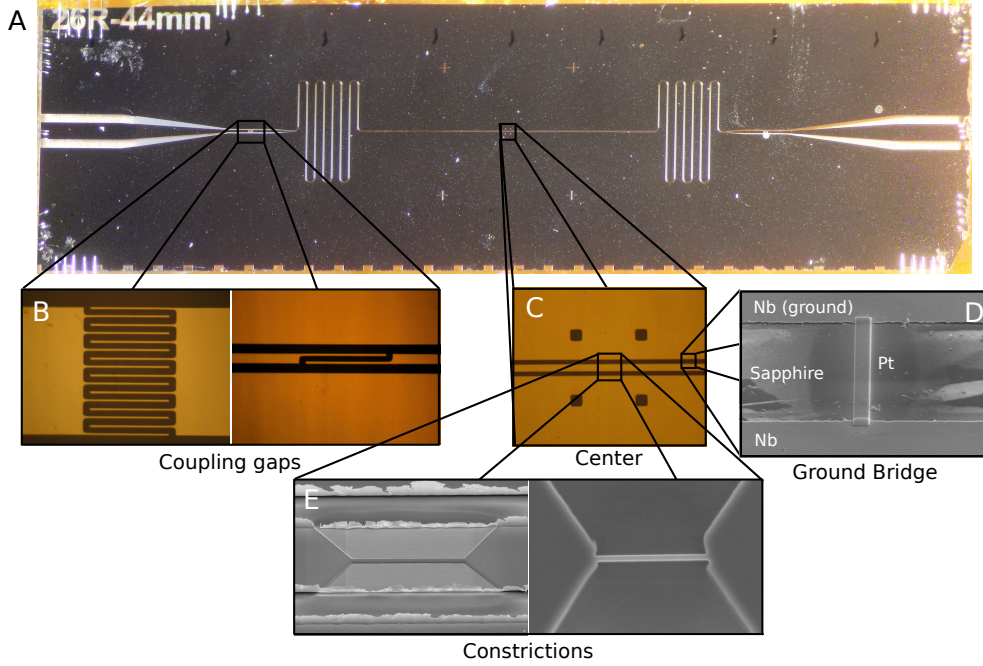 A
26R-44mm
B
Coupling gaps
C
Center
Nb (ground)
D
Sapphire
Pt
Nb
Ground Bridge
E
Constrictions